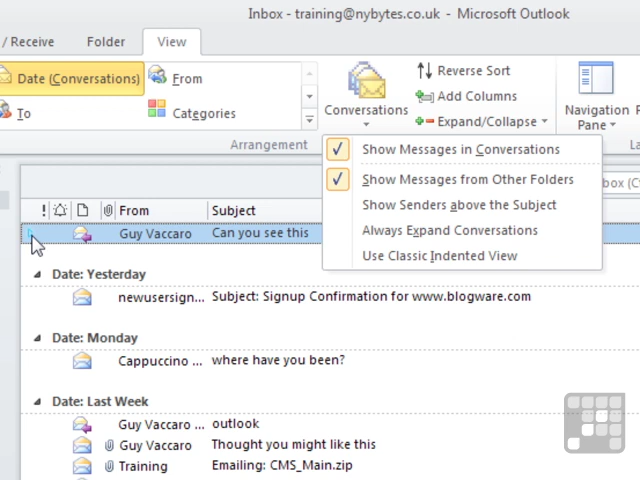 Inbox - training@nybytes.co.uk - Microsoft Outlook
/ Receive Folder View
Date (Conversations) From
To Categories
Arrangement
Conversations
Reverse Sort
Add Columns
Expand/Collapse
Navigation
Pane
La
Show Messages in Conversations
Show Messages from Other Folders
Show Senders above the Subject
Always Expand Conversations
Use Classic Indented View
box (C
! From Subject
Guy Vaccaro Can you see this
Date: Yesterday
newusersign... Subject: Signup Confirmation for www.blogware.com
Date: Monday
Cappuccino ... where have you been?
Date: Last Week
Guy Vaccaro ... outlook
Guy Vaccaro Thought you might like this
Training Emailing: CMS_Main.zip